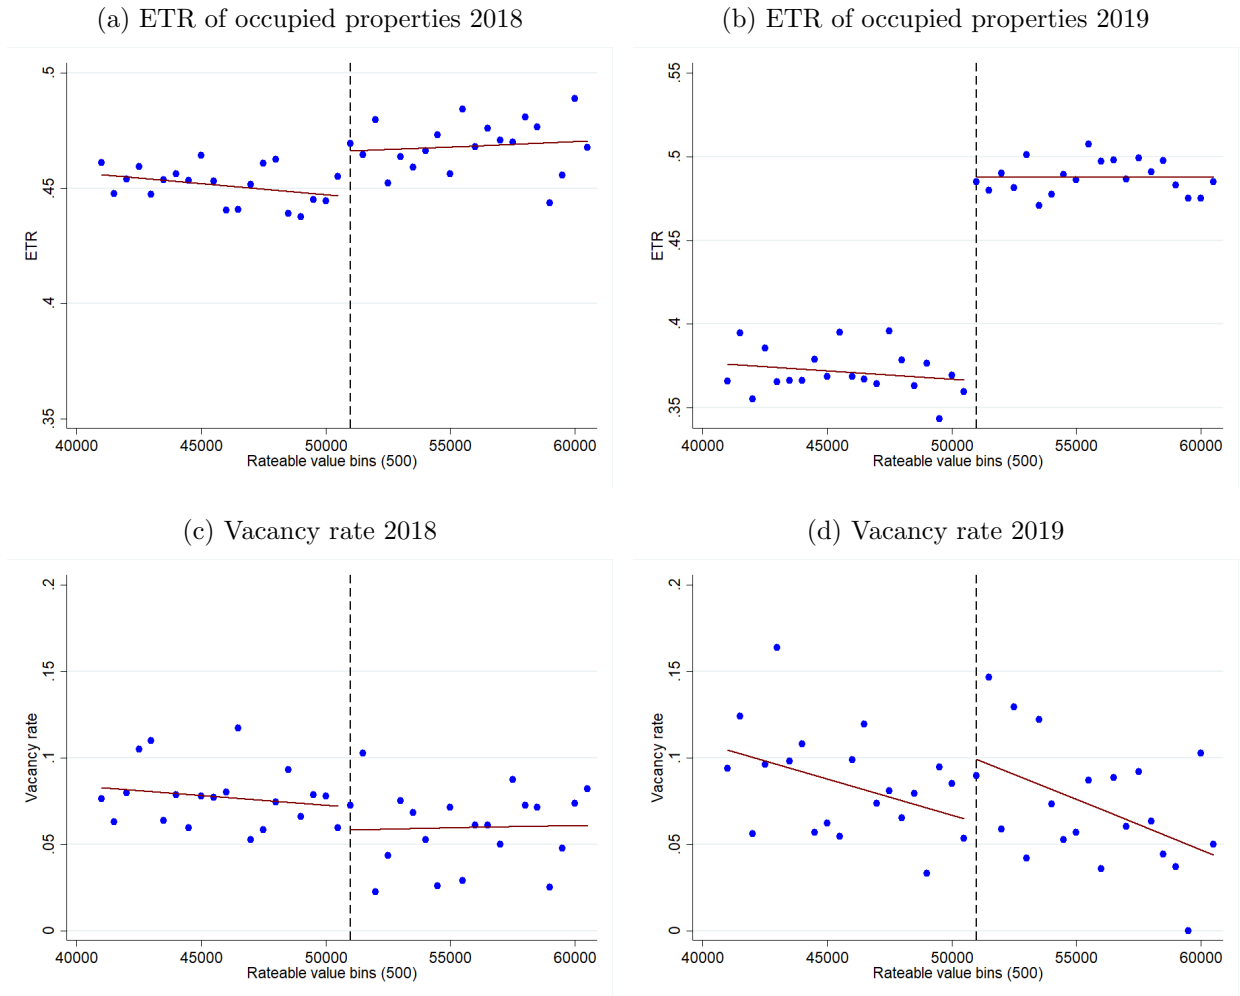 (a) ETR of occupied properties 2018
.5
.45
.4
.35
ETR
40000 45000 50000 55000 60000
Rateable value bins (500)
(b) ETR of occupied properties 2019
.55
.5
.45
.4
.35
ETR
40000 45000 50000 55000 60000
Rateable value bins (500)
(c) Vacancy rate 2018
.2
.15
.1
.05
0
Vacancy rate
40000 45000 50000 55000 60000
Rateable value bins (500)
(d) Vacancy rate 2019
.2
.15
.1
.05
0
Vacancy rate
40000 45000 50000 55000 60000
Rateable value bins (500)